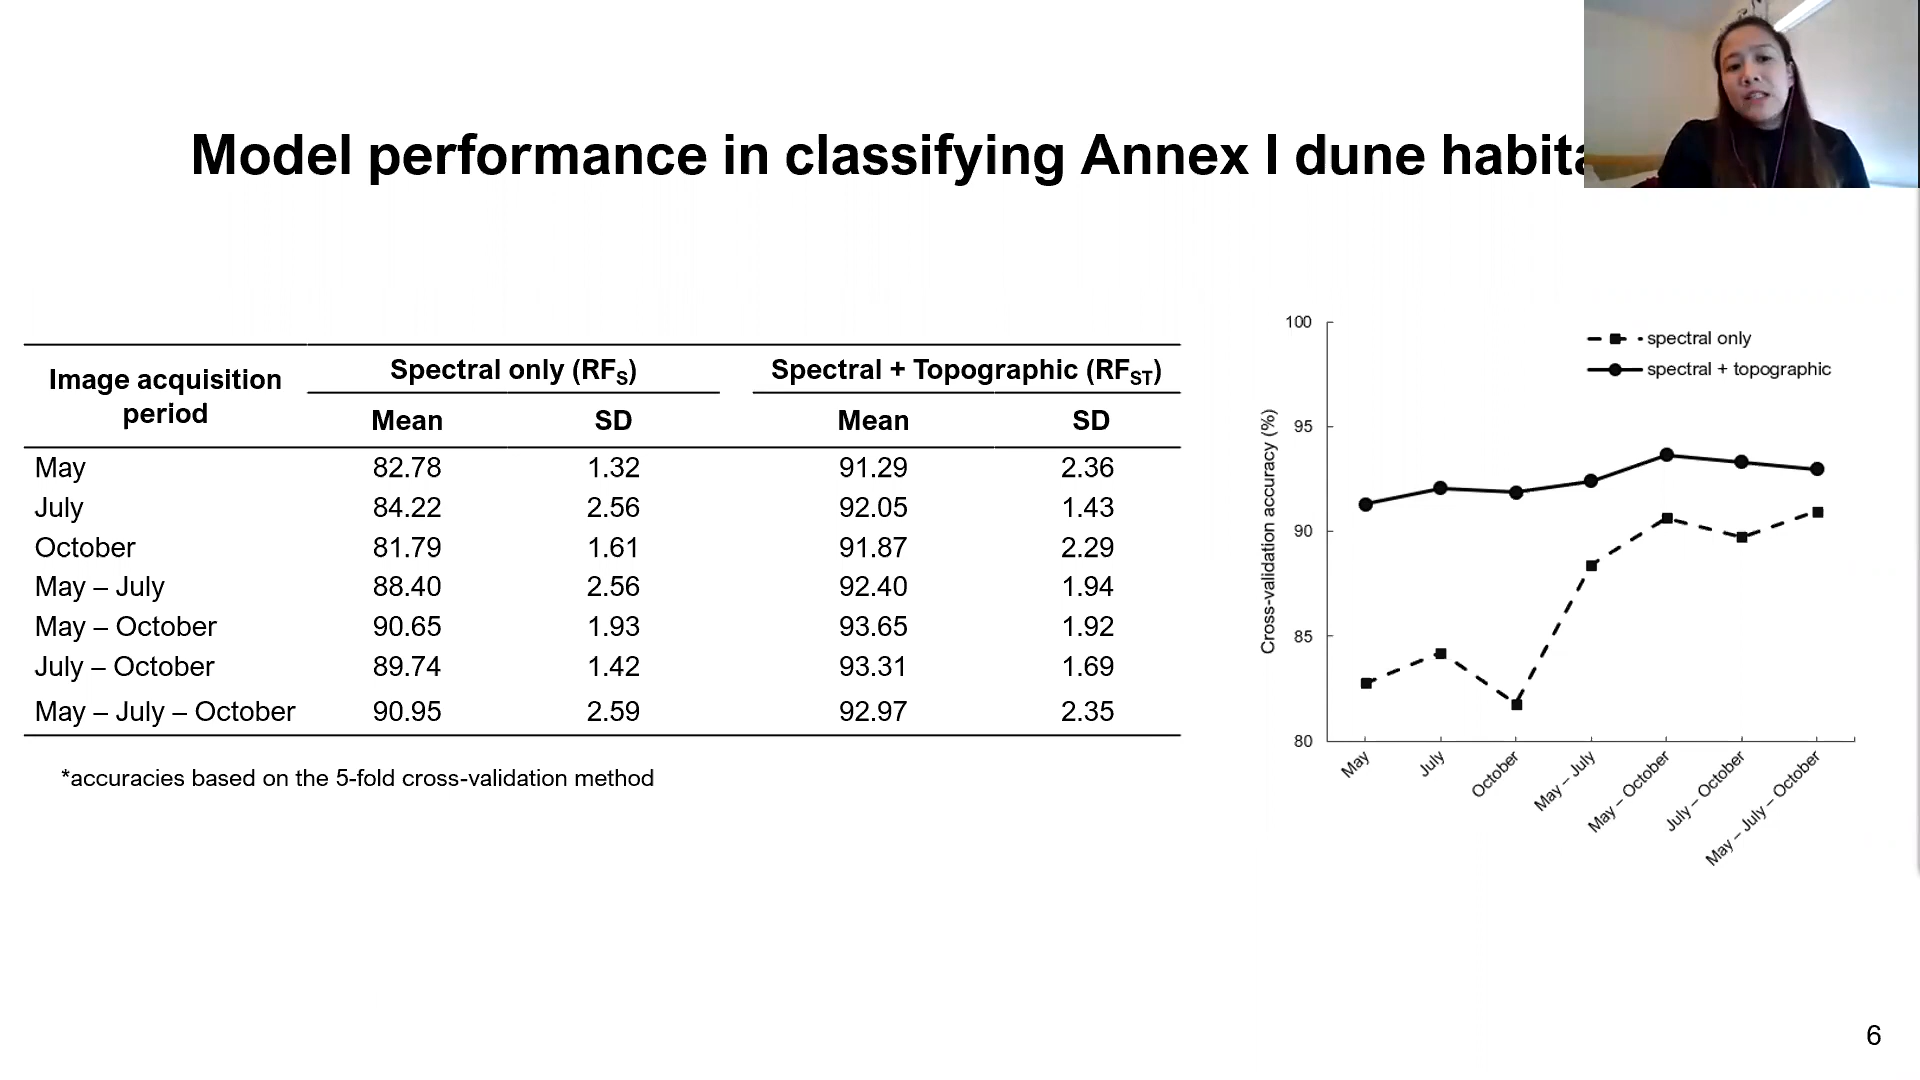 Model performance in classifying Annex I dune
Image acquisition period
Spectral only (RFS) Spectral + Topographic (RFST)
Mean SD Mean SD
May 82.78 1.32 91.29 2.36
July 84.22 2.56 92.05 1.43
October 81.79 1.61 91.87 2.29
May – July 88.40 2.56 92.40 1.94
May – October 90.65 1.93 93.65 1.92
July – October 89.74 1.42 93.31 1.69
May – July – October 90.95 2.59 92.97 2.35
*accuracies based on the 5-fold cross-validation method
spectral only
spectral + topographic
Cross-validation accuracy (%)
100
95
90
85
80
May
July
October
May – July
May – October
July – October
May – July – October
6